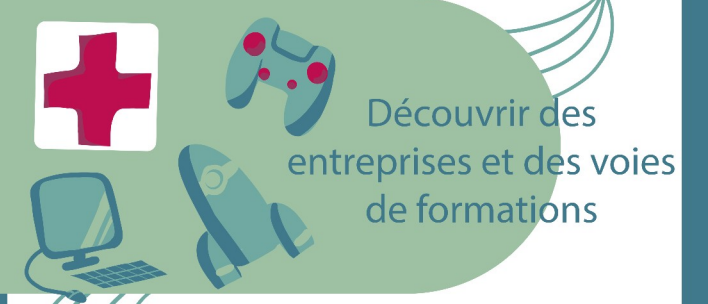 Découvrir des
entreprises et des voies
de formations